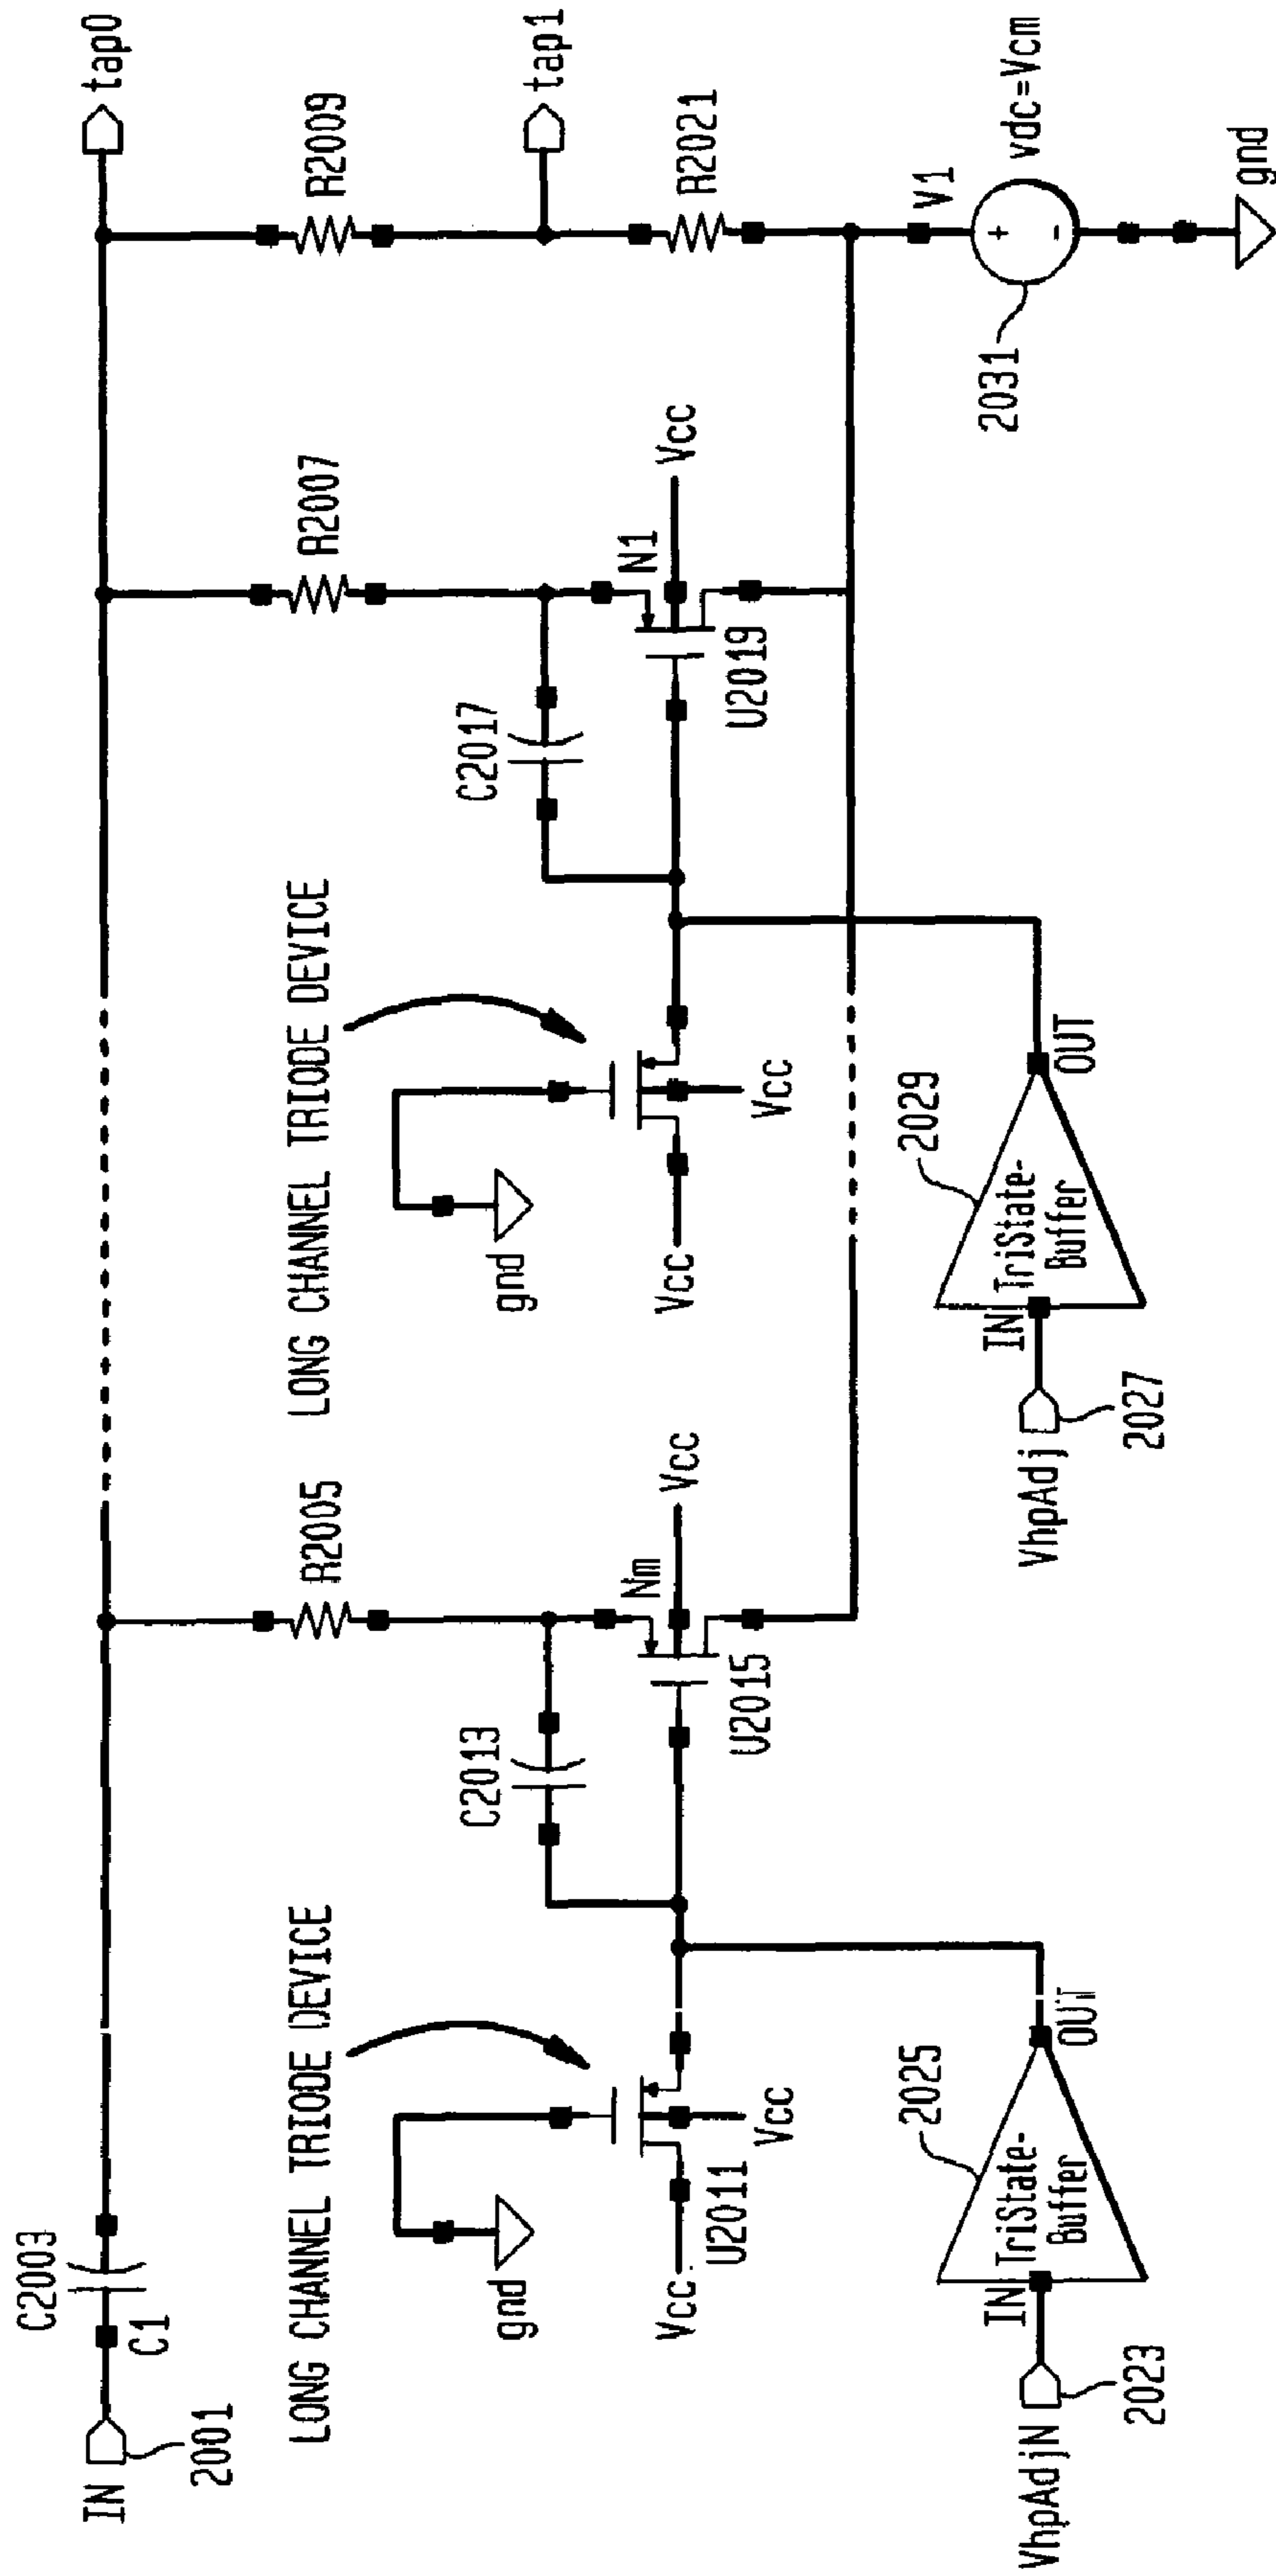 IN
2001
C2003
C1
tap0
LONG CHANNEL TRIODE DEVICE
R2005
LONG CHANNEL TRIODE DEVICE
R2007
R2009
tap1
gnd
C2013
gnd
C2017
Vcc
U2011
Vcc
Nm
U2015
Vcc
Vcc
Vcc
N1
U2019
Vcc
R2021
VhpAdjN
2023
IN
TriState-
Buffer
2025
OUT
VhpAdj
2027
IN
TriState-
Buffer
2029
OUT
2031
+
-
V1
vdc=Vcm
gnd